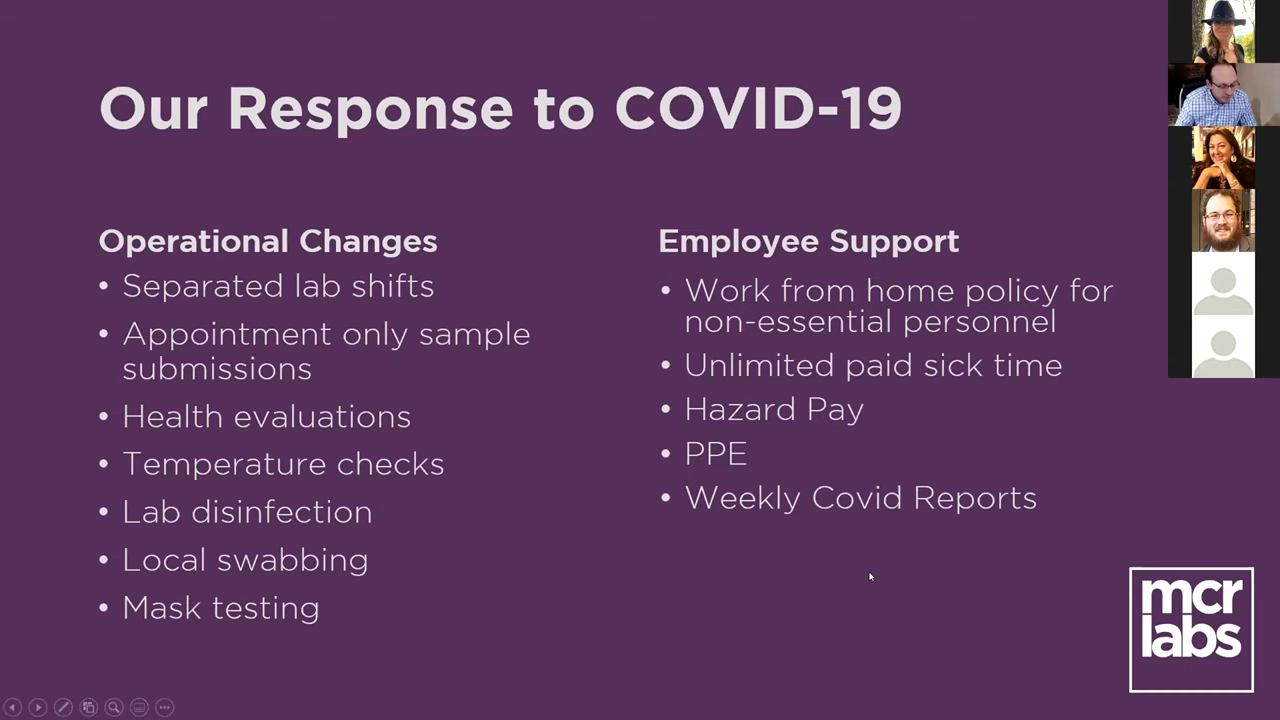 Our Response to COVID-19
Operational Changes
• Separated lab shifts
• Appointment only sample
submissions
• Health evaluations
• Temperature checks
• Lab disinfection
• Local swabbing
• Mask testing
Employee Support
• Work from home policy for
non-essential personnel
• Unlimited paid sick time
• Hazard Pay
• PPE
• Weekly Covid Reports
mcr
labs